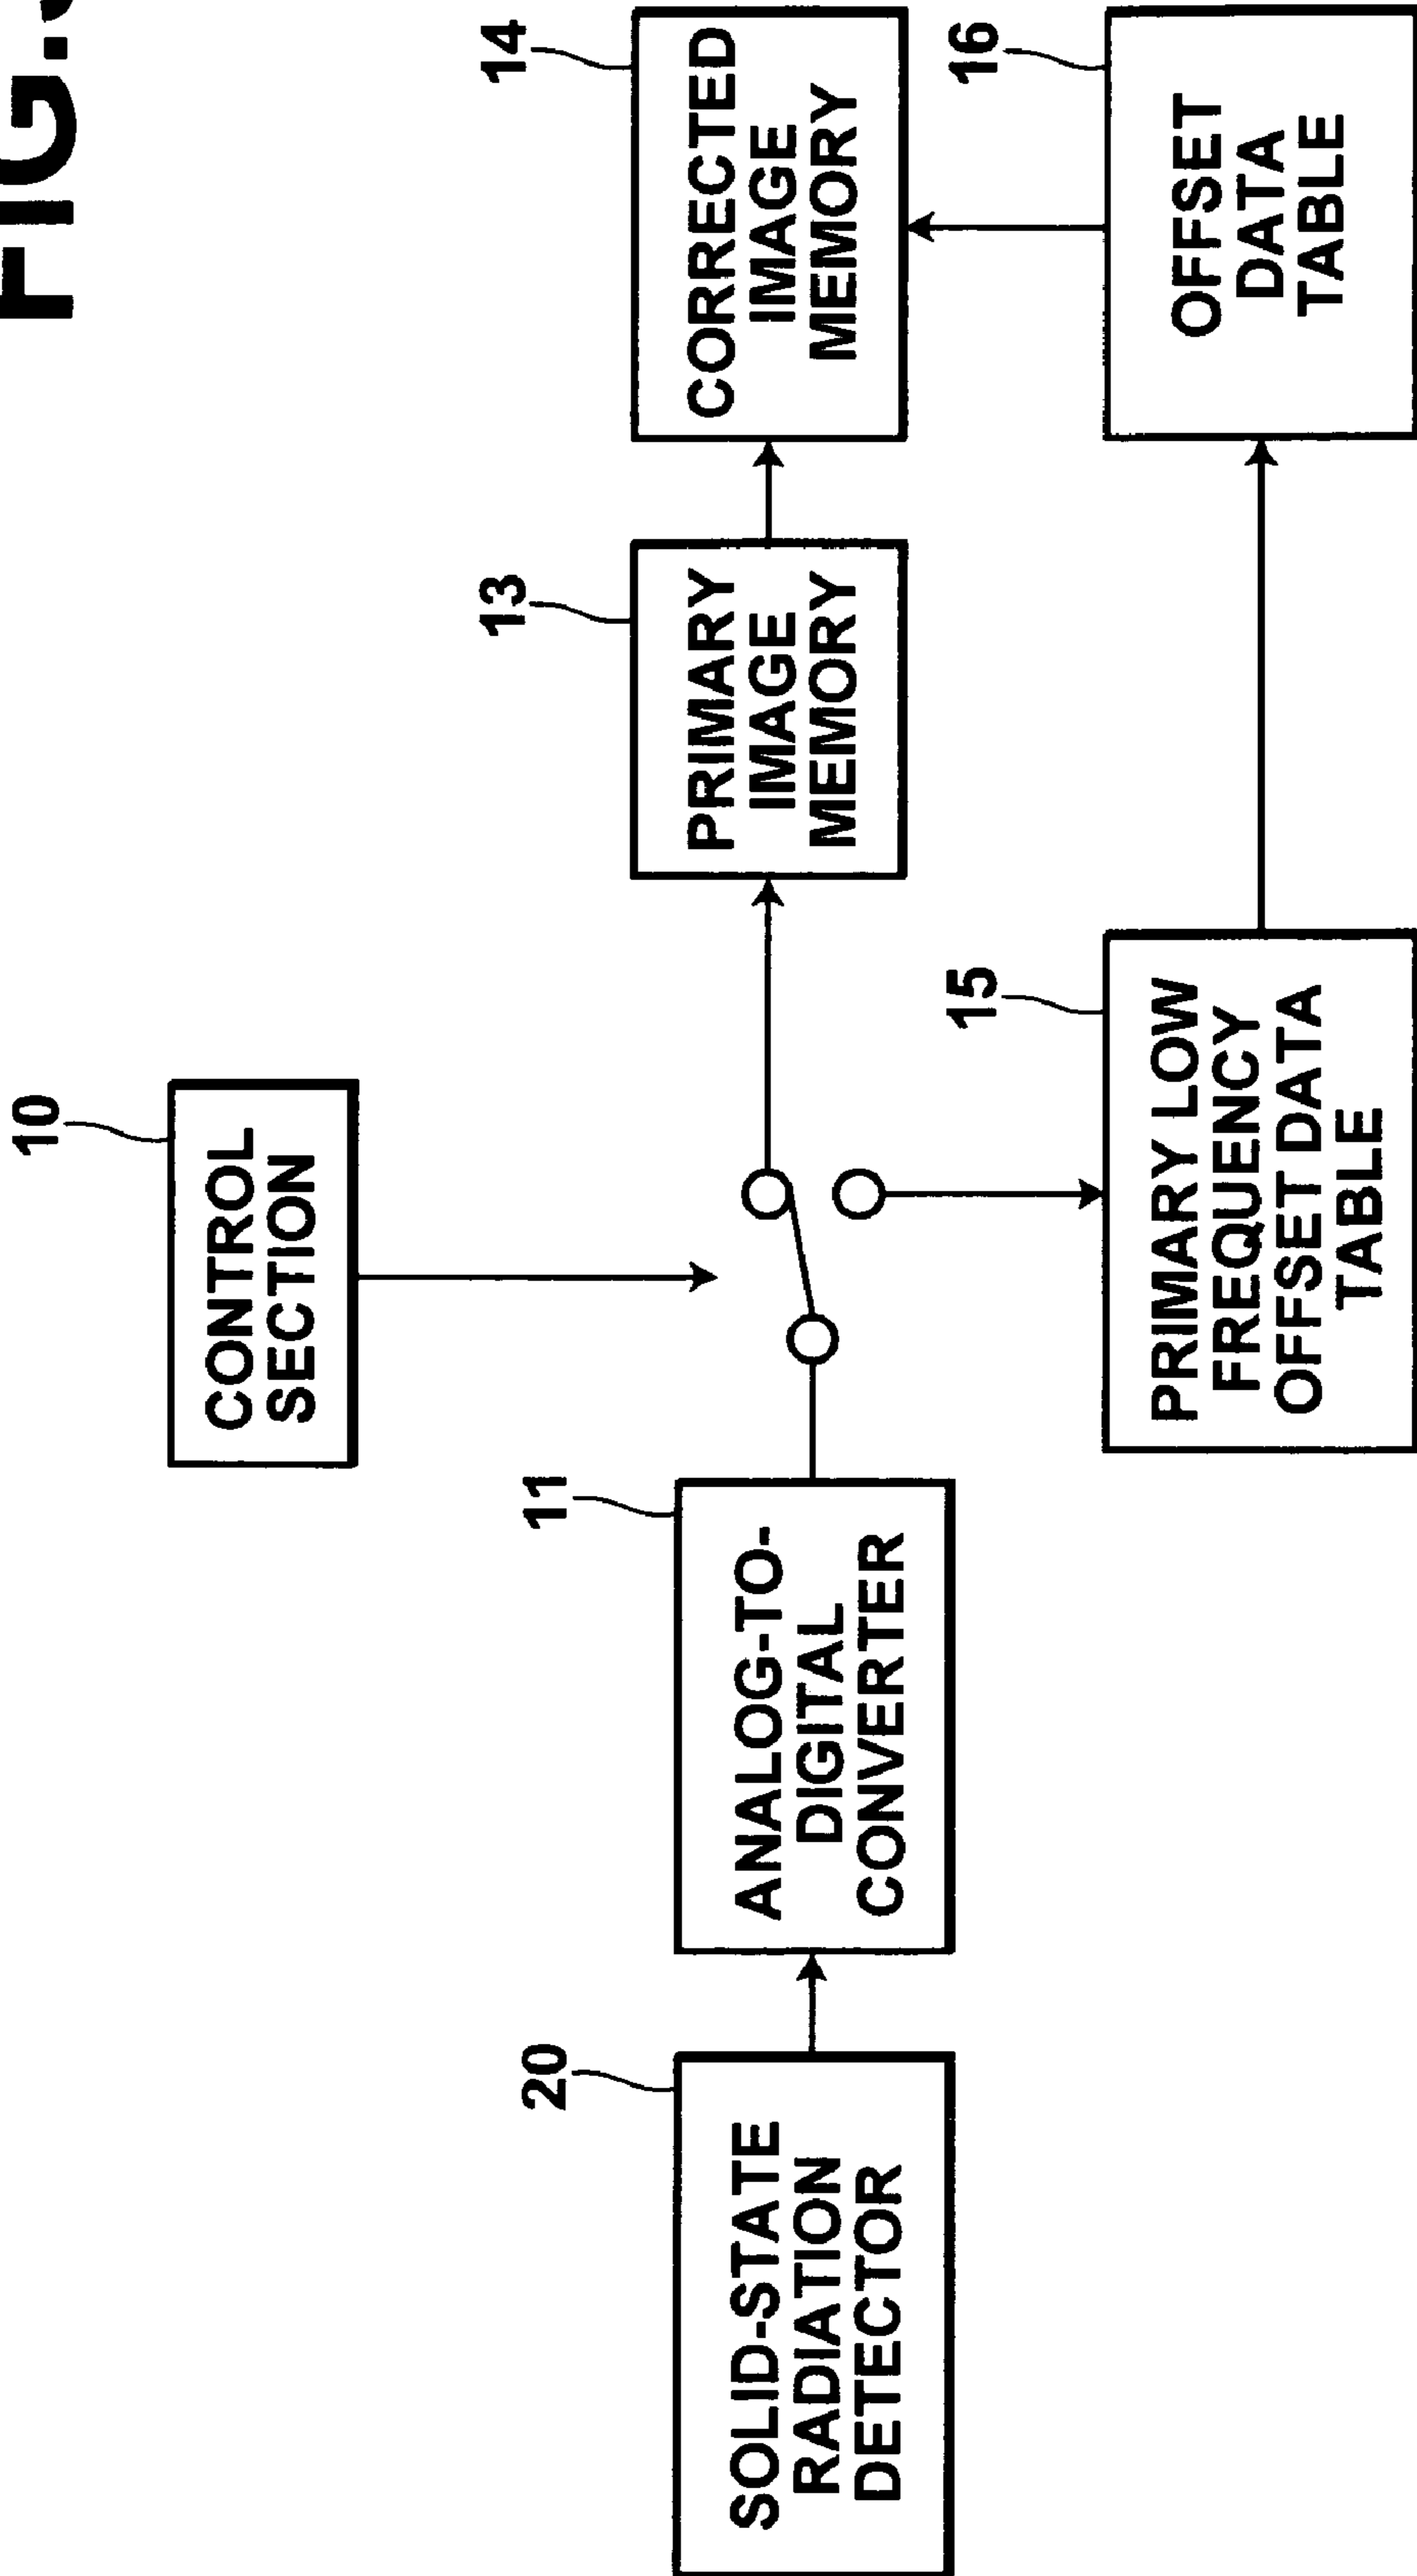 FIG.
10
CONTROL
SECTION
20
SOLID-STATE
RADIATION
DETECTOR
11
ANALOG-TO-
DIGITAL
CONVERTER
13
PRIMARY
IMAGE
MEMORY
14
CORRECTED
IMAGE
MEMORY
15
PRIMARY LOW
FREQUENCY
OFFSET DATA
TABLE
16
OFFSET
DATA
TABLE